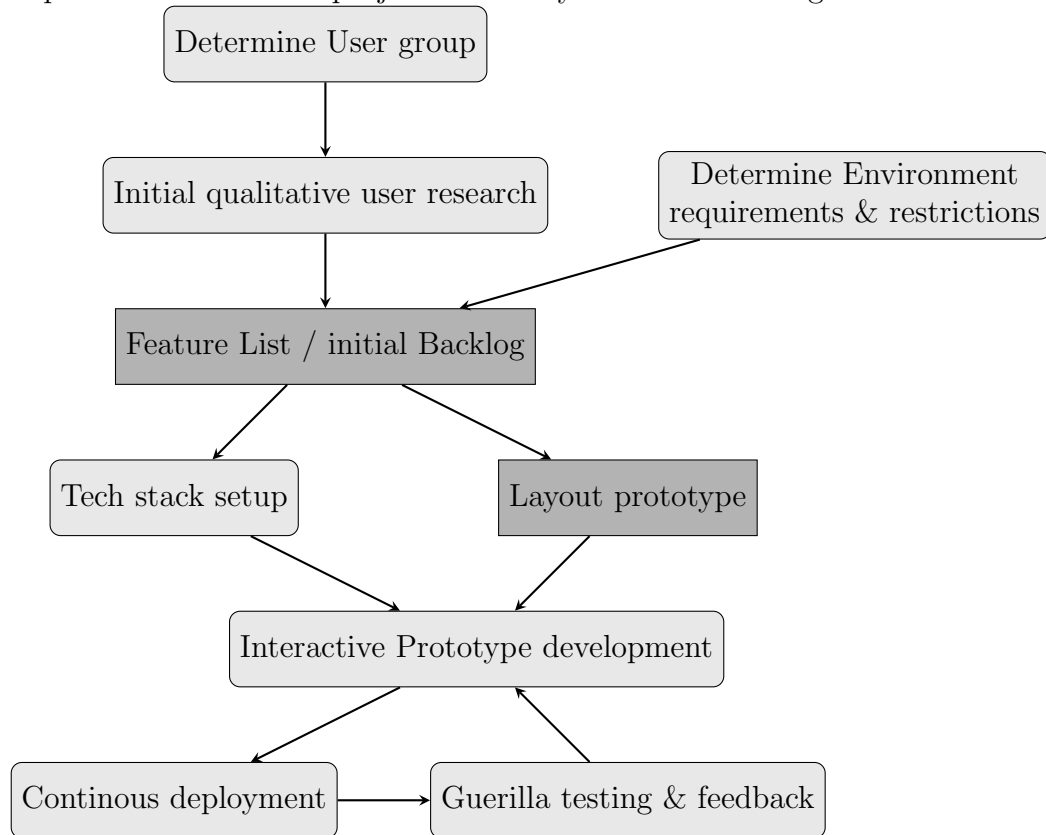 Determine User group
Initial qualitative user research
Determine Environment
requirements & restrictions
Feature List / initial Backlog
Tech stack setup
Layout prototype
Interactive Prototype development
Continous deployment
Guerilla testing & feedback